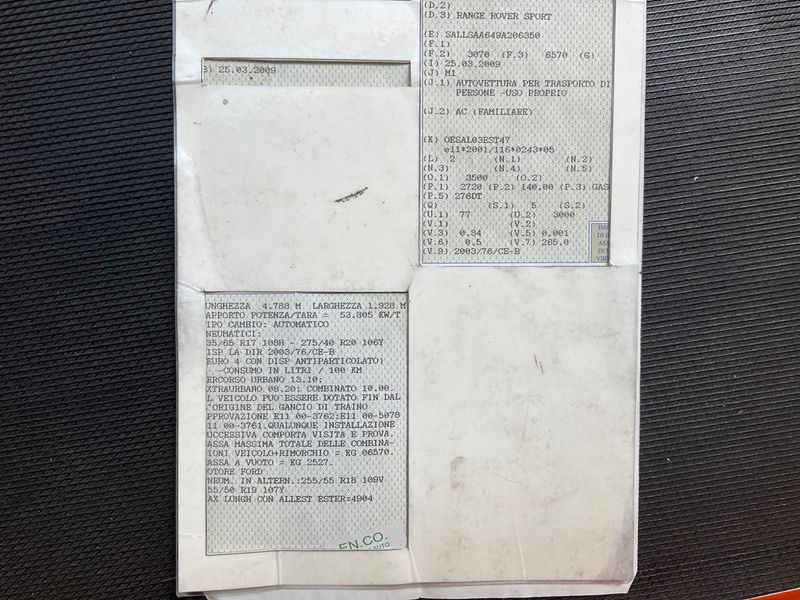 B) 25.03.2009
(D.2)
(D.3) RANGE ROVER SPORT
(E) SALLSAA649A206350
(F.1)
(F.2) 3070 (F.3) 6570 (G)
(I) 25.03.2009
(J) M1
(J.1) AUTOVETTURA PER TRASPORTO DI
PERSONE -USO PROPRIO
(J.2) AC (FAMILIARE)
(K) OESAL03EST47
e11*2001/116*0243*05
(L) 2 (N.1) (N.2)
(N.3) (N.4) (N.5)
(O.1) 3500 (O.2)
(P.1) 2720 (P.2) 140.00 (P.3) GAS
(P.5) 276DT
(Q) (S.1) 5 (S.2)
(U.1) 77 (U.2) 3000
(V.1) (V.2)
(V.3) 0.34 (V.5) 0.001
(V.6) 0.5 (V.7) 265.0
(V.9) 2003/76/CE-B
UNGHEZZA 4.788 M LARGHEZZA 1.928 M
APPORTO POTENZA/TARA = 53.805 KW/T
IPO CAMBIO: AUTOMATICO
NEUMATICI:
35/65 R17 108H - 275/40 R20 106Y
ISP LA DIR 2003/76/CE-B
EURO 4 CON DISP ANTIPARTICOLATO)
-CONSUMO IN LITRI / 100 KM
ERCORSO URBANO 13.10:
XTRAURBANO 08.20: COMBINATO 10.00.
L VEICOLO PUO'ESSERE DOTATO FIN DAL
'ORIGINE DEL GANCIO DI TRAINO
PPROVAZIONE E11 00-3762:E11 00-5078
11 00-3761.QUALUNQUE INSTALLAZIONE
UCCESSIVA COMPORTA VISITA E PROVA.
ASSA MASSIMA TOTALE DELLE COMBINA-
IONI VEICOLO+RIMORCHIO = KG 06570.
ASSA A VUOTO = KG 2527.
OTORE FORD
NEUM. IN ALTERN.:255/55 R18 109V
55/50 R19 107Y
AX LUNGH CON ALLEST ESTER=4904
EN.CO.
AUTO